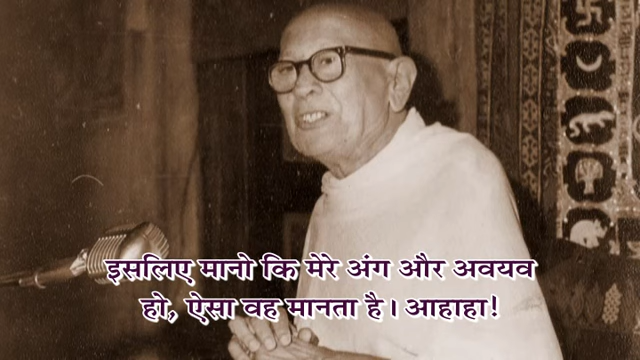 इसलिए मानो कि मेरे अंग और अवयव
हो, ऐसा वह मानता है। आहाहा!